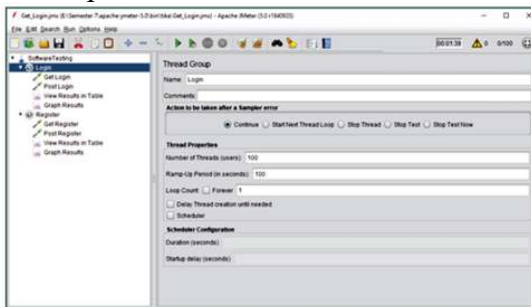 Get_Login.jmx (E:\Semester 7\apache-jmeter-5.0\bin\tska\Get_Login.jmx) - Apache JMeter (5.0 r1840935)
File Edit Search Run Options Help
00:01:39 0 0/100
SoftwareTesting
Login
Get Login
Post Login
View Results in Table
Graph Results
Register
Get Register
Post Register
View Results in Table
Graph Results
Thread Group
Name: Login
Comments:
Action to be taken after a Sampler error
Continue Start Next Thread Loop Stop Thread Stop Test Stop Test Now
Thread Properties
Number of Threads (users): 100
Ramp-Up Period (in seconds): 100
Loop Count: Forever 1
Delay Thread creation until needed
Scheduler
Scheduler Configuration
Duration (seconds)
Startup delay (seconds)